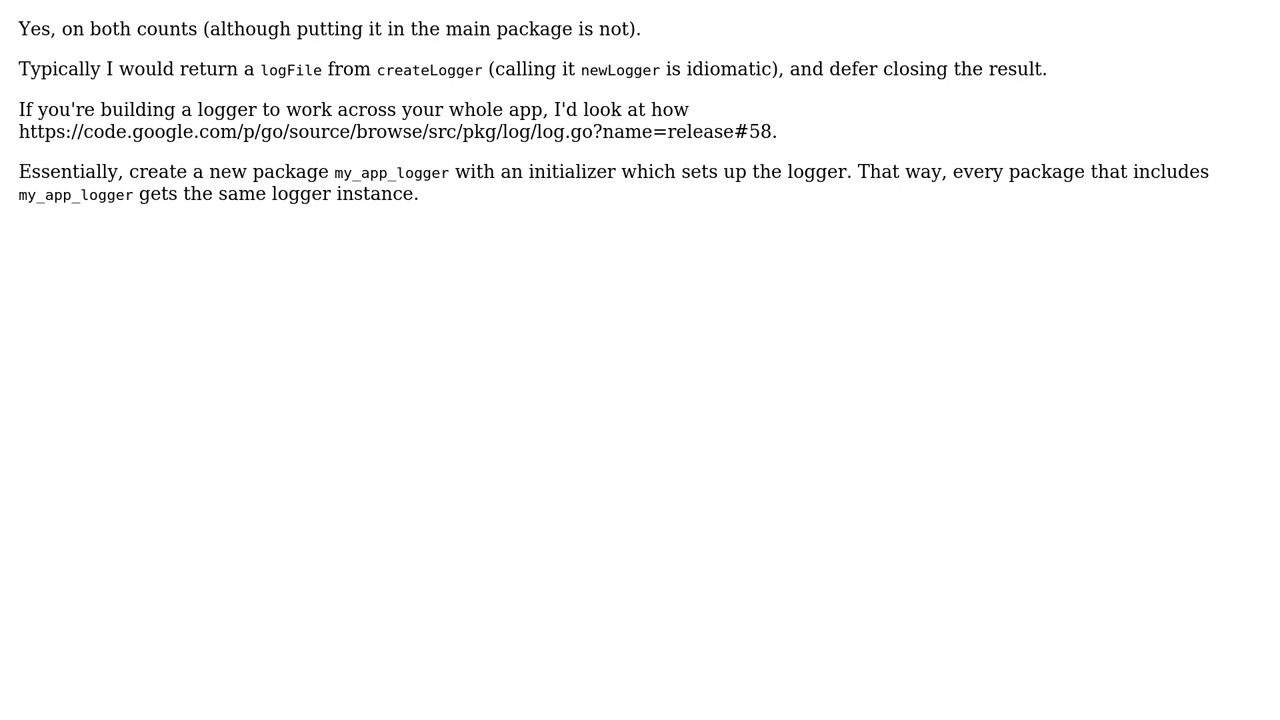 Yes, on both counts (although putting it in the main package is not).
Typically I would return a logFile from createLogger (calling it newLogger is idiomatic), and defer closing the result.
If you're building a logger to work across your whole app, I'd look at how
https://code.google.com/p/go/source/browse/src/pkg/log/log.go?name=release#58.
Essentially, create a new package my_app_logger with an initializer which sets up the logger. That way, every package that includes
my_app_logger gets the same logger instance.